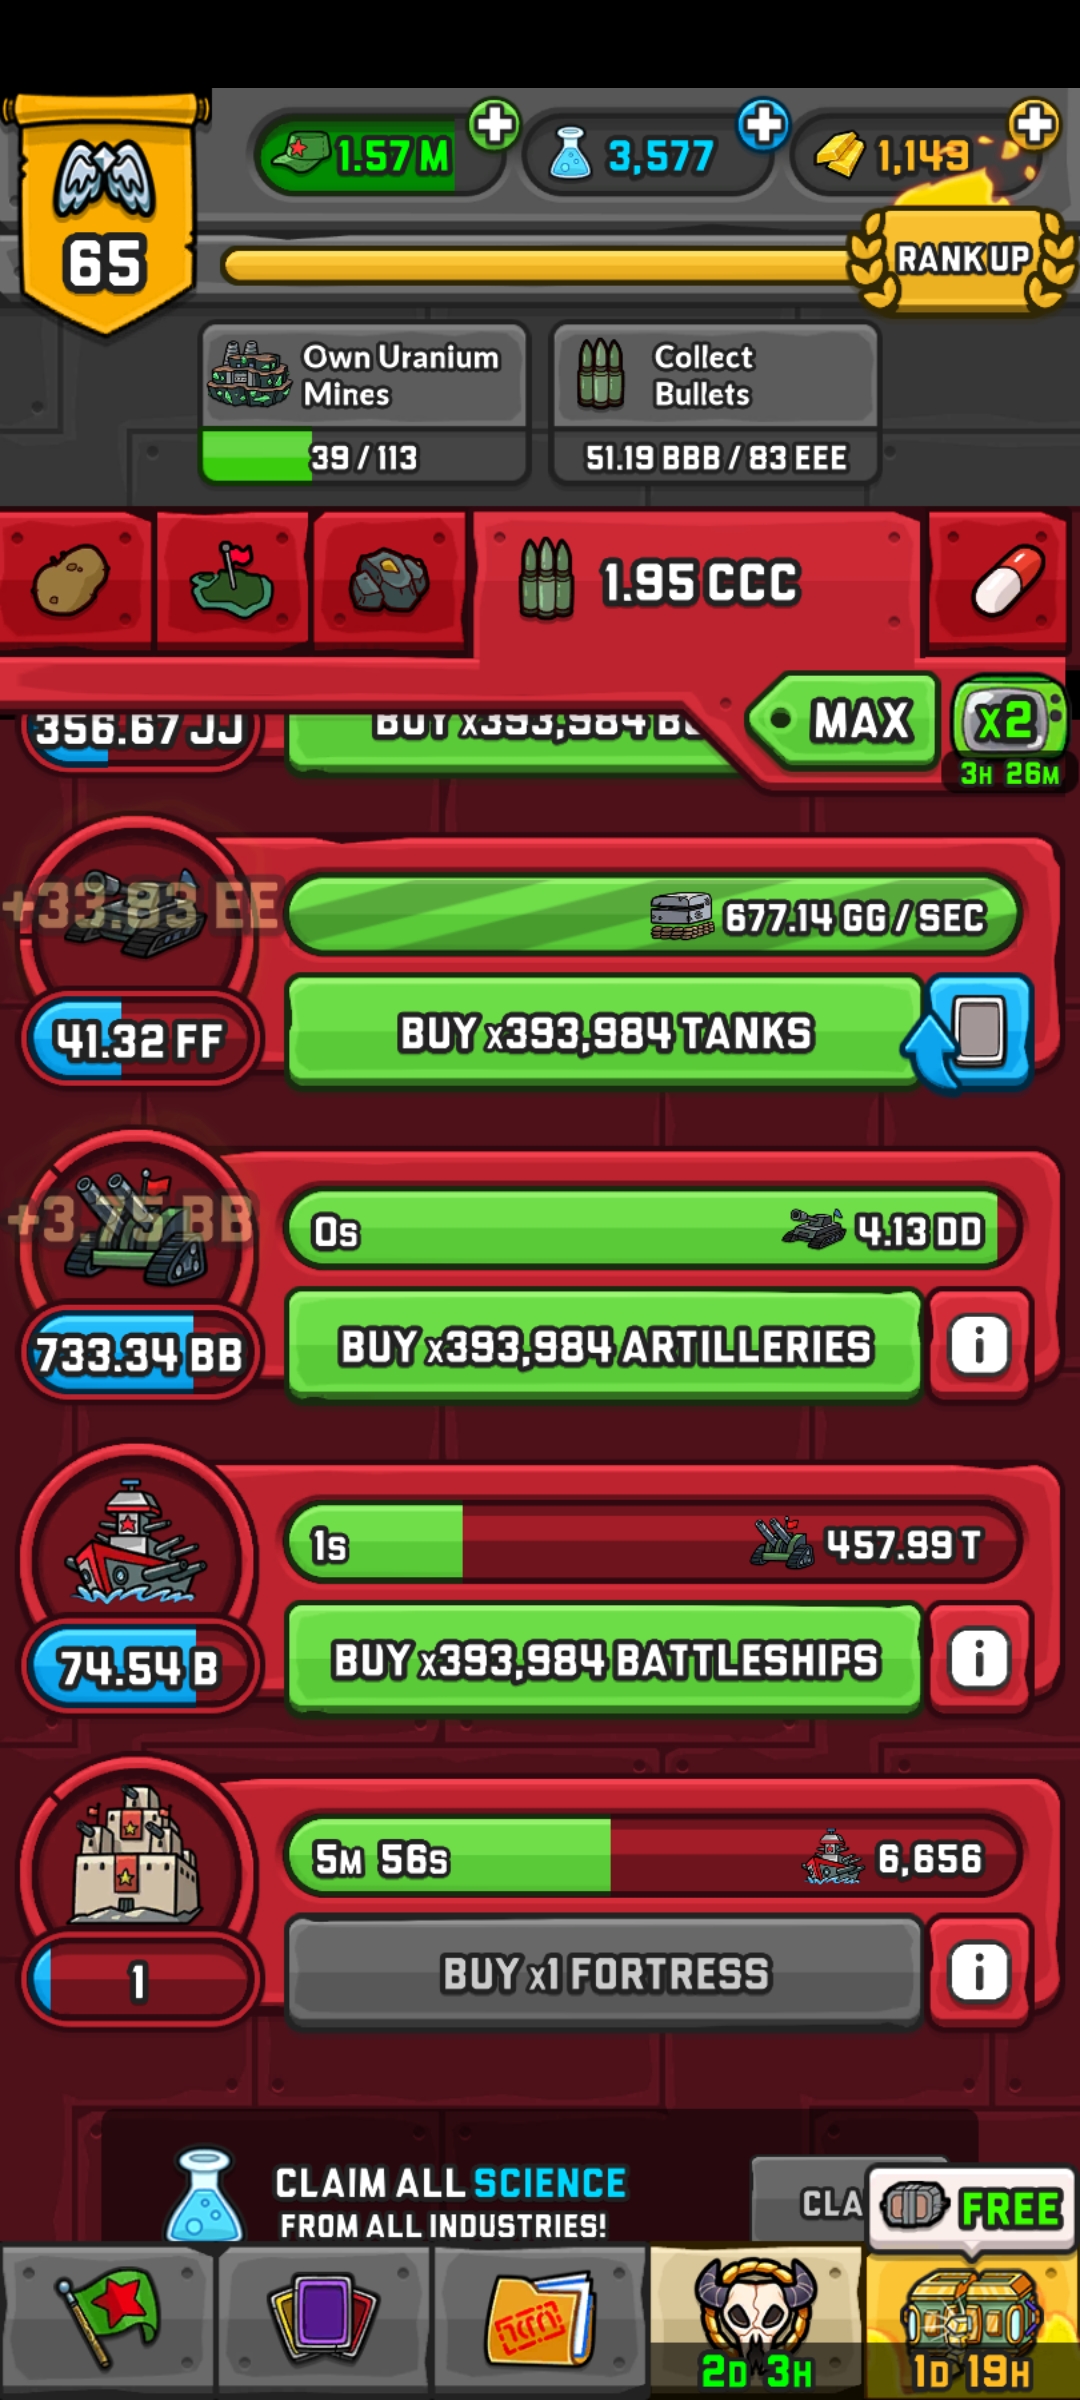 1.57 M
3,577
1,149
65
RANK UP
Own Uranium
Mines
39 / 113
Collect
Bullets
51.19 BBB / 83 EEE
1.95 CCC
MAX
x2
3H 26M
356.67 JJ
BUY x393,984
+33.83 EE
677.14 GG / SEC
41.32 FF
BUY x393,984 TANKS
+3.75 BB
0s
4.13 DD
733.34 BB
BUY x393,984 ARTILLERIES
i
1s
457.99 T
74.54 B
BUY x393,984 BATTLESHIPS
i
5M 56s
6,656
1
BUY x1 FORTRESS
i
CLAIM ALL SCIENCE
FROM ALL INDUSTRIES!
CLA
FREE
2D 3H
1D 19H